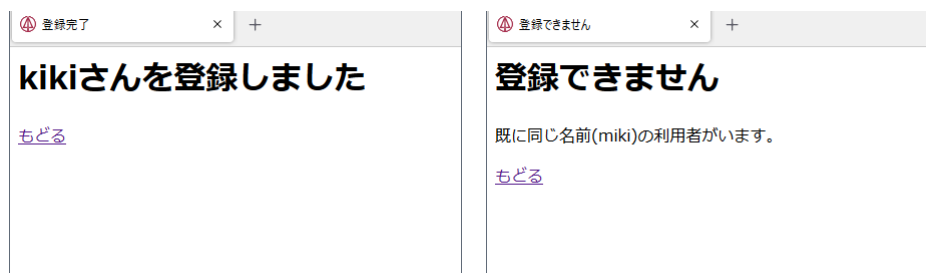 登録完了
kikiさんを登録しました
もどる
登録できません
登録できません
既に同じ名前(miki)の利用者がいます。
もどる